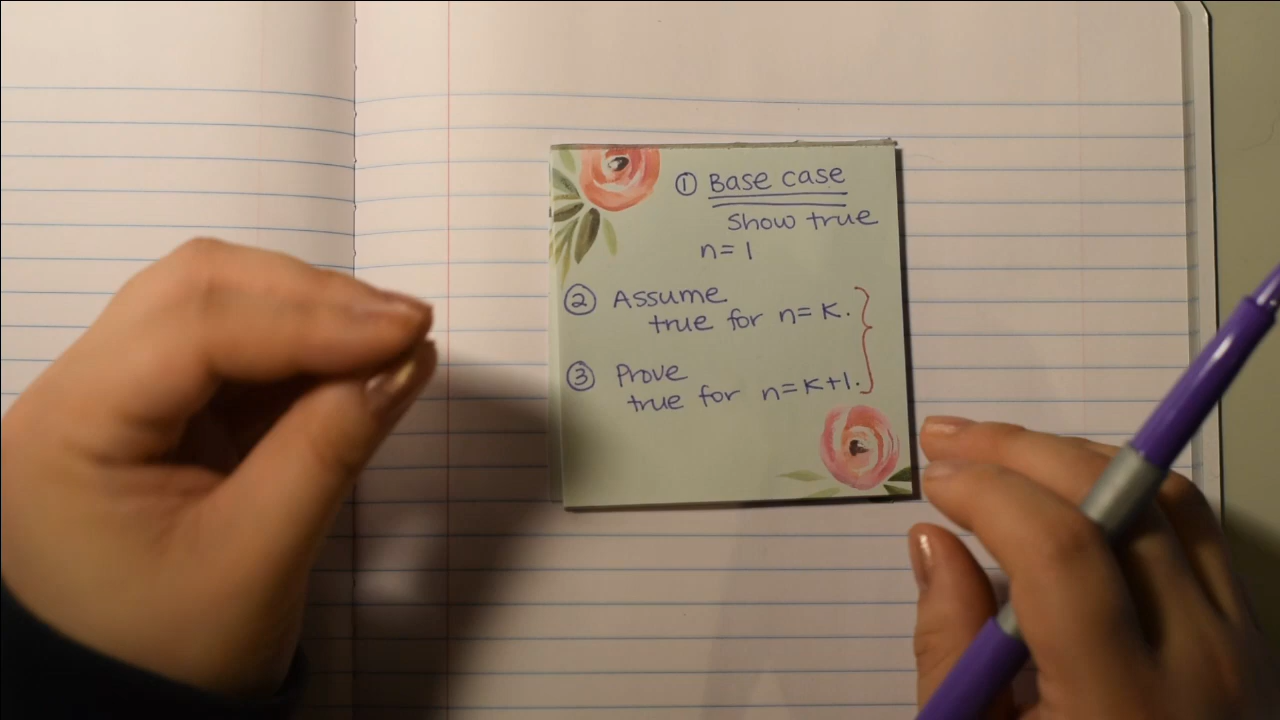 ① Base case
Show true
n= 1
② Assume
true for n= K.
③ Prove
true for n=K+1.